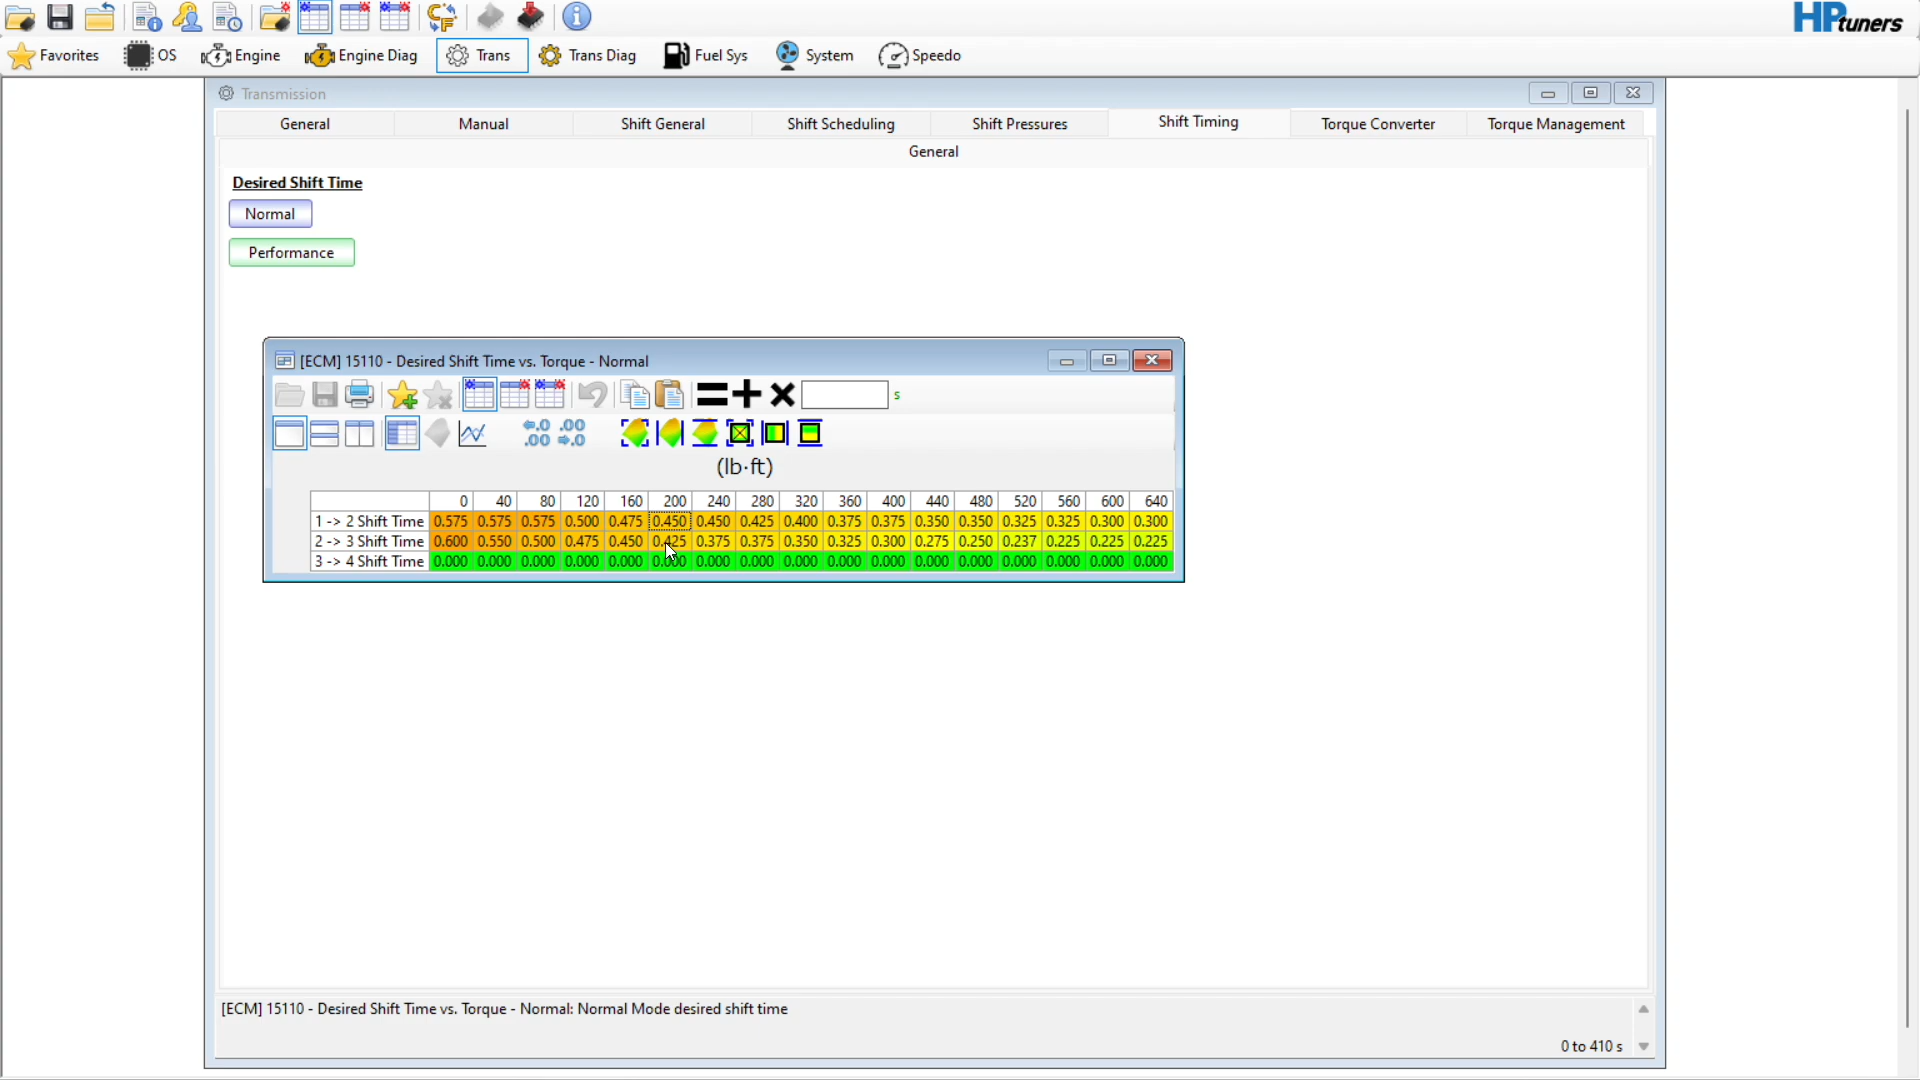 HPtuners
Favorites OS Engine Engine Diag Trans Trans Diag Fuel Sys System Speedo
Transmission
General Manual Shift General Shift Scheduling Shift Pressures Shift Timing Torque Converter Torque Management
General
Desired Shift Time
Normal
Performance
[ECM] 15110 - Desired Shift Time vs. Torque - Normal
s
(lb·ft)
0 40 80 120 160 200 240 280 320 360 400 440 480 520 560 600 640
1 -> 2 Shift Time 0.575 0.575 0.575 0.500 0.475 0.450 0.450 0.425 0.400 0.375 0.375 0.350 0.350 0.325 0.325 0.300 0.300
2 -> 3 Shift Time 0.600 0.550 0.500 0.475 0.450 0.425 0.375 0.375 0.350 0.325 0.300 0.275 0.250 0.237 0.225 0.225 0.225
3 -> 4 Shift Time 0.000 0.000 0.000 0.000 0.000 0.000 0.000 0.000 0.000 0.000 0.000 0.000 0.000 0.000 0.000 0.000 0.000
[ECM] 15110 - Desired Shift Time vs. Torque - Normal: Normal Mode desired shift time
0 to 410 s